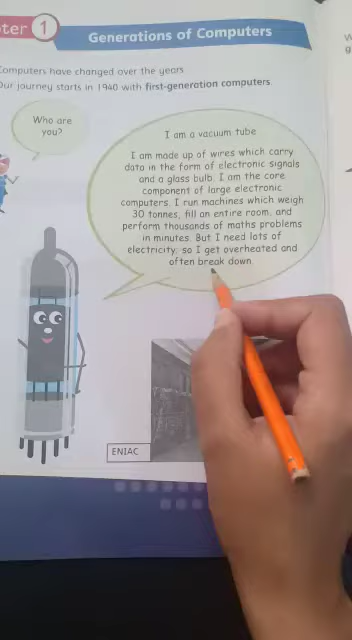 ter 1
Generations of Computers
Computers have changed over the years
Our journey starts in 1940 with first-generation computers.
Who are
you?
I am a vacuum tube
I am made up of wires which carry
data in the form of electronic signals
and a glass bulb. I am the core
component of large electronic
computers. I run machines which weigh
30 tonnes, fill an entire room, and
perform thousands of maths problems
in minutes. But I need lots of
electricity, so I get overheated and
often break down.
ENIAC